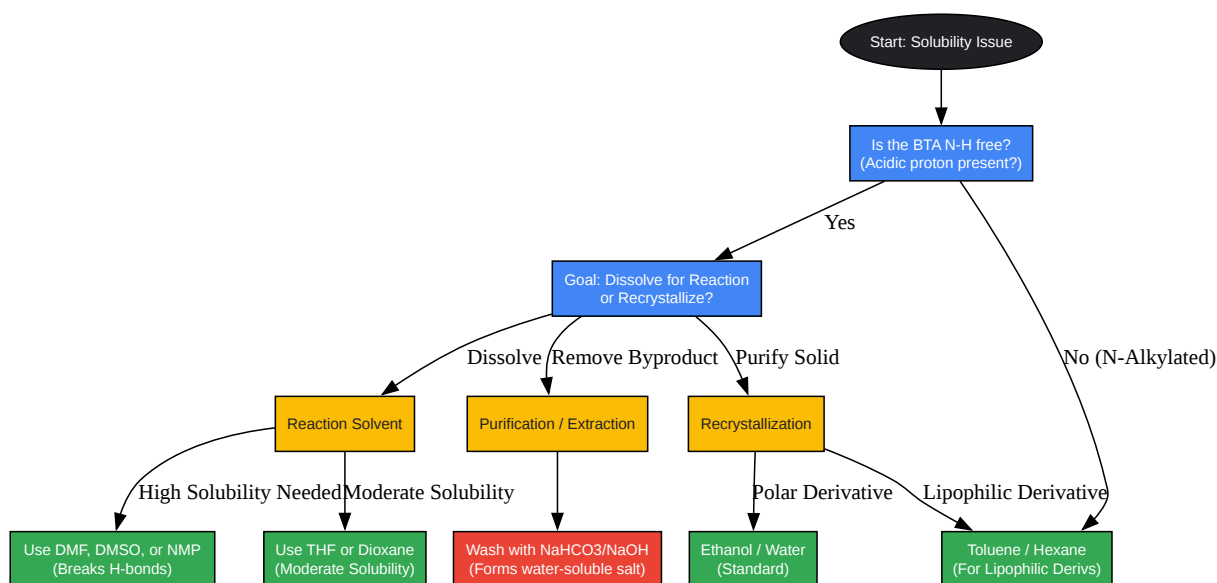 Start: Solubility Issue
Is the BTA N-H free?
(Acidic proton present?)
Yes
Goal: Dissolve for Reaction
or Recrystallize?
No (N-Alkylated)
Dissolve
Remove Byproduct
Purify Solid
Reaction Solvent
Purification / Extraction
Recrystallization
High Solubility Needed
Moderate Solubility
Polar Derivative
Lipophilic Derivative
Use DMF, DMSO, or NMP
(Breaks H-bonds)
Use THF or Dioxane
(Moderate Solubility)
Wash with NaHCO3/NaOH
(Forms water-soluble salt)
Ethanol / Water
(Standard)
Toluene / Hexane
(For Lipophilic Derivs)